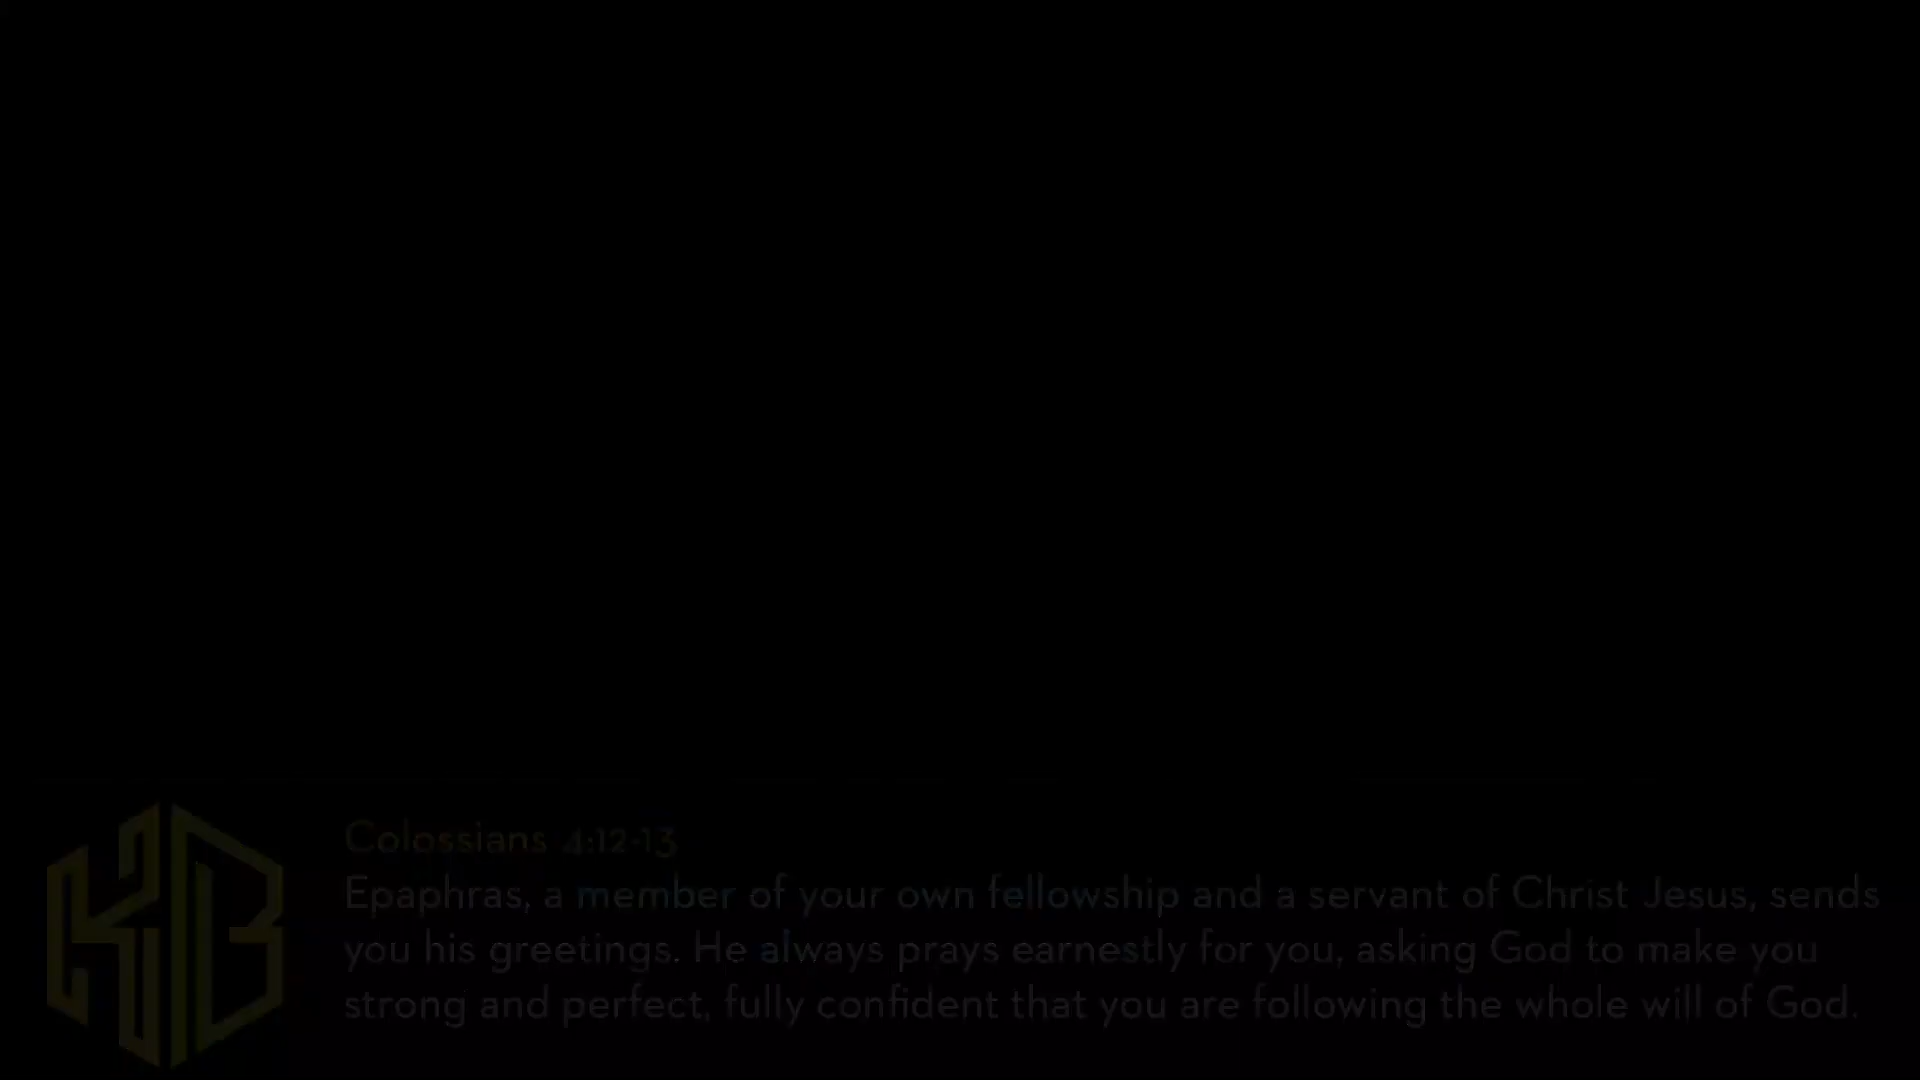 Colossians 4:12-13
Epaphras, a member of your own fellowship and a servant of Christ Jesus, sends
you his greetings. He always prays earnestly for you, asking God to make you
strong and perfect, fully confident that you are following the whole will of God.
KB